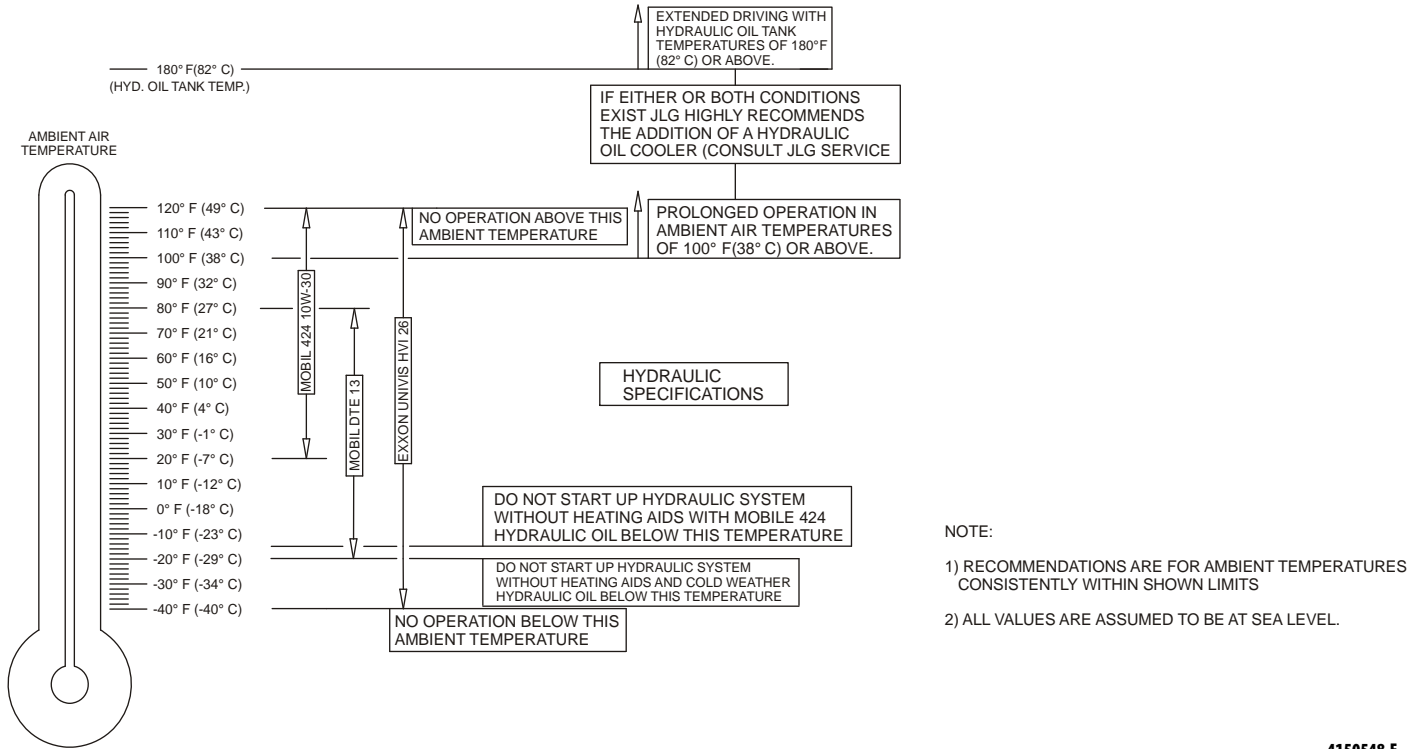 EXTENDED DRIVING WITH
HYDRAULIC OIL TANK
TEMPERATURES OF 180°F
(82° C) OR ABOVE.
180° F(82° C)
(HYD. OIL TANK TEMP.)
IF EITHER OR BOTH CONDITIONS
EXIST JLG HIGHLY RECOMMENDS
THE ADDITION OF A HYDRAULIC
OIL COOLER (CONSULT JLG SERVICE
AMBIENT AIR
TEMPERATURE
120° F (49° C)
110° F (43° C)
100° F (38° C)
90° F (32° C)
80° F (27° C)
70° F (21° C)
60° F (16° C)
50° F (10° C)
40° F (4° C)
30° F (-1° C)
20° F (-7° C)
10° F (-12° C)
0° F (-18° C)
-10° F (-23° C)
-20° F (-29° C)
-30° F (-34° C)
-40° F (-40° C)
MOBIL 424 10W-30
MOBIL DTE 13
EXXON UNIVIS HVI 26
NO OPERATION ABOVE THIS
AMBIENT TEMPERATURE
PROLONGED OPERATION IN
AMBIENT AIR TEMPERATURES
OF 100° F(38° C) OR ABOVE.
HYDRAULIC
SPECIFICATIONS
DO NOT START UP HYDRAULIC SYSTEM
WITHOUT HEATING AIDS WITH MOBILE 424
HYDRAULIC OIL BELOW THIS TEMPERATURE
DO NOT START UP HYDRAULIC SYSTEM
WITHOUT HEATING AIDS AND COLD WEATHER
HYDRAULIC OIL BELOW THIS TEMPERATURE
NO OPERATION BELOW THIS
AMBIENT TEMPERATURE
NOTE:
1) RECOMMENDATIONS ARE FOR AMBIENT TEMPERATURES
CONSISTENTLY WITHIN SHOWN LIMITS
2) ALL VALUES ARE ASSUMED TO BE AT SEA LEVEL.